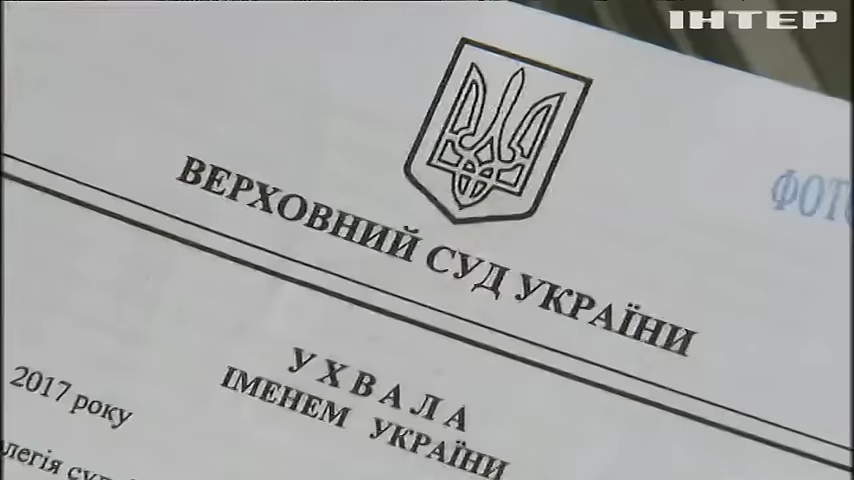 ІНТЕР
ВЕРХОВНИЙ СУД УКРАЇНИ
УХВАЛА
ІМЕНЕМ УКРАЇНИ
2017 року